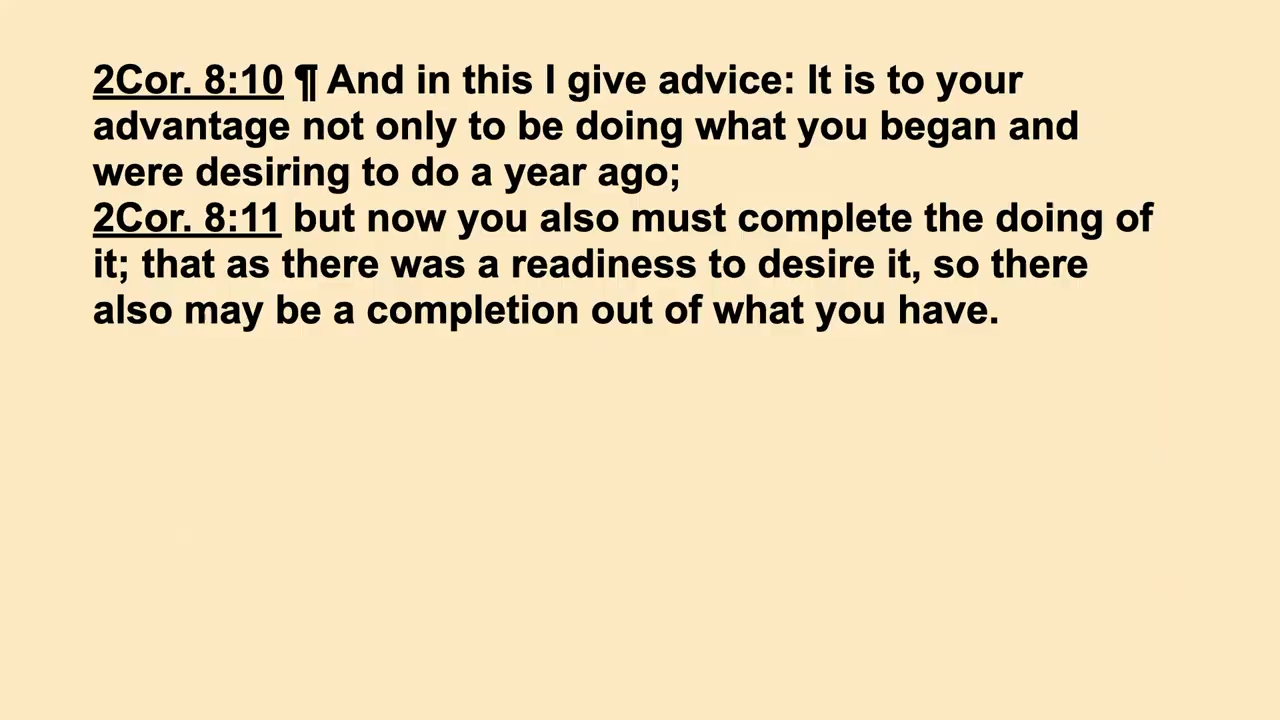 2Cor. 8:10 ¶ And in this I give advice: It is to your
advantage not only to be doing what you began and
were desiring to do a year ago;
2Cor. 8:11 but now you also must complete the doing of
it; that as there was a readiness to desire it, so there
also may be a completion out of what you have.